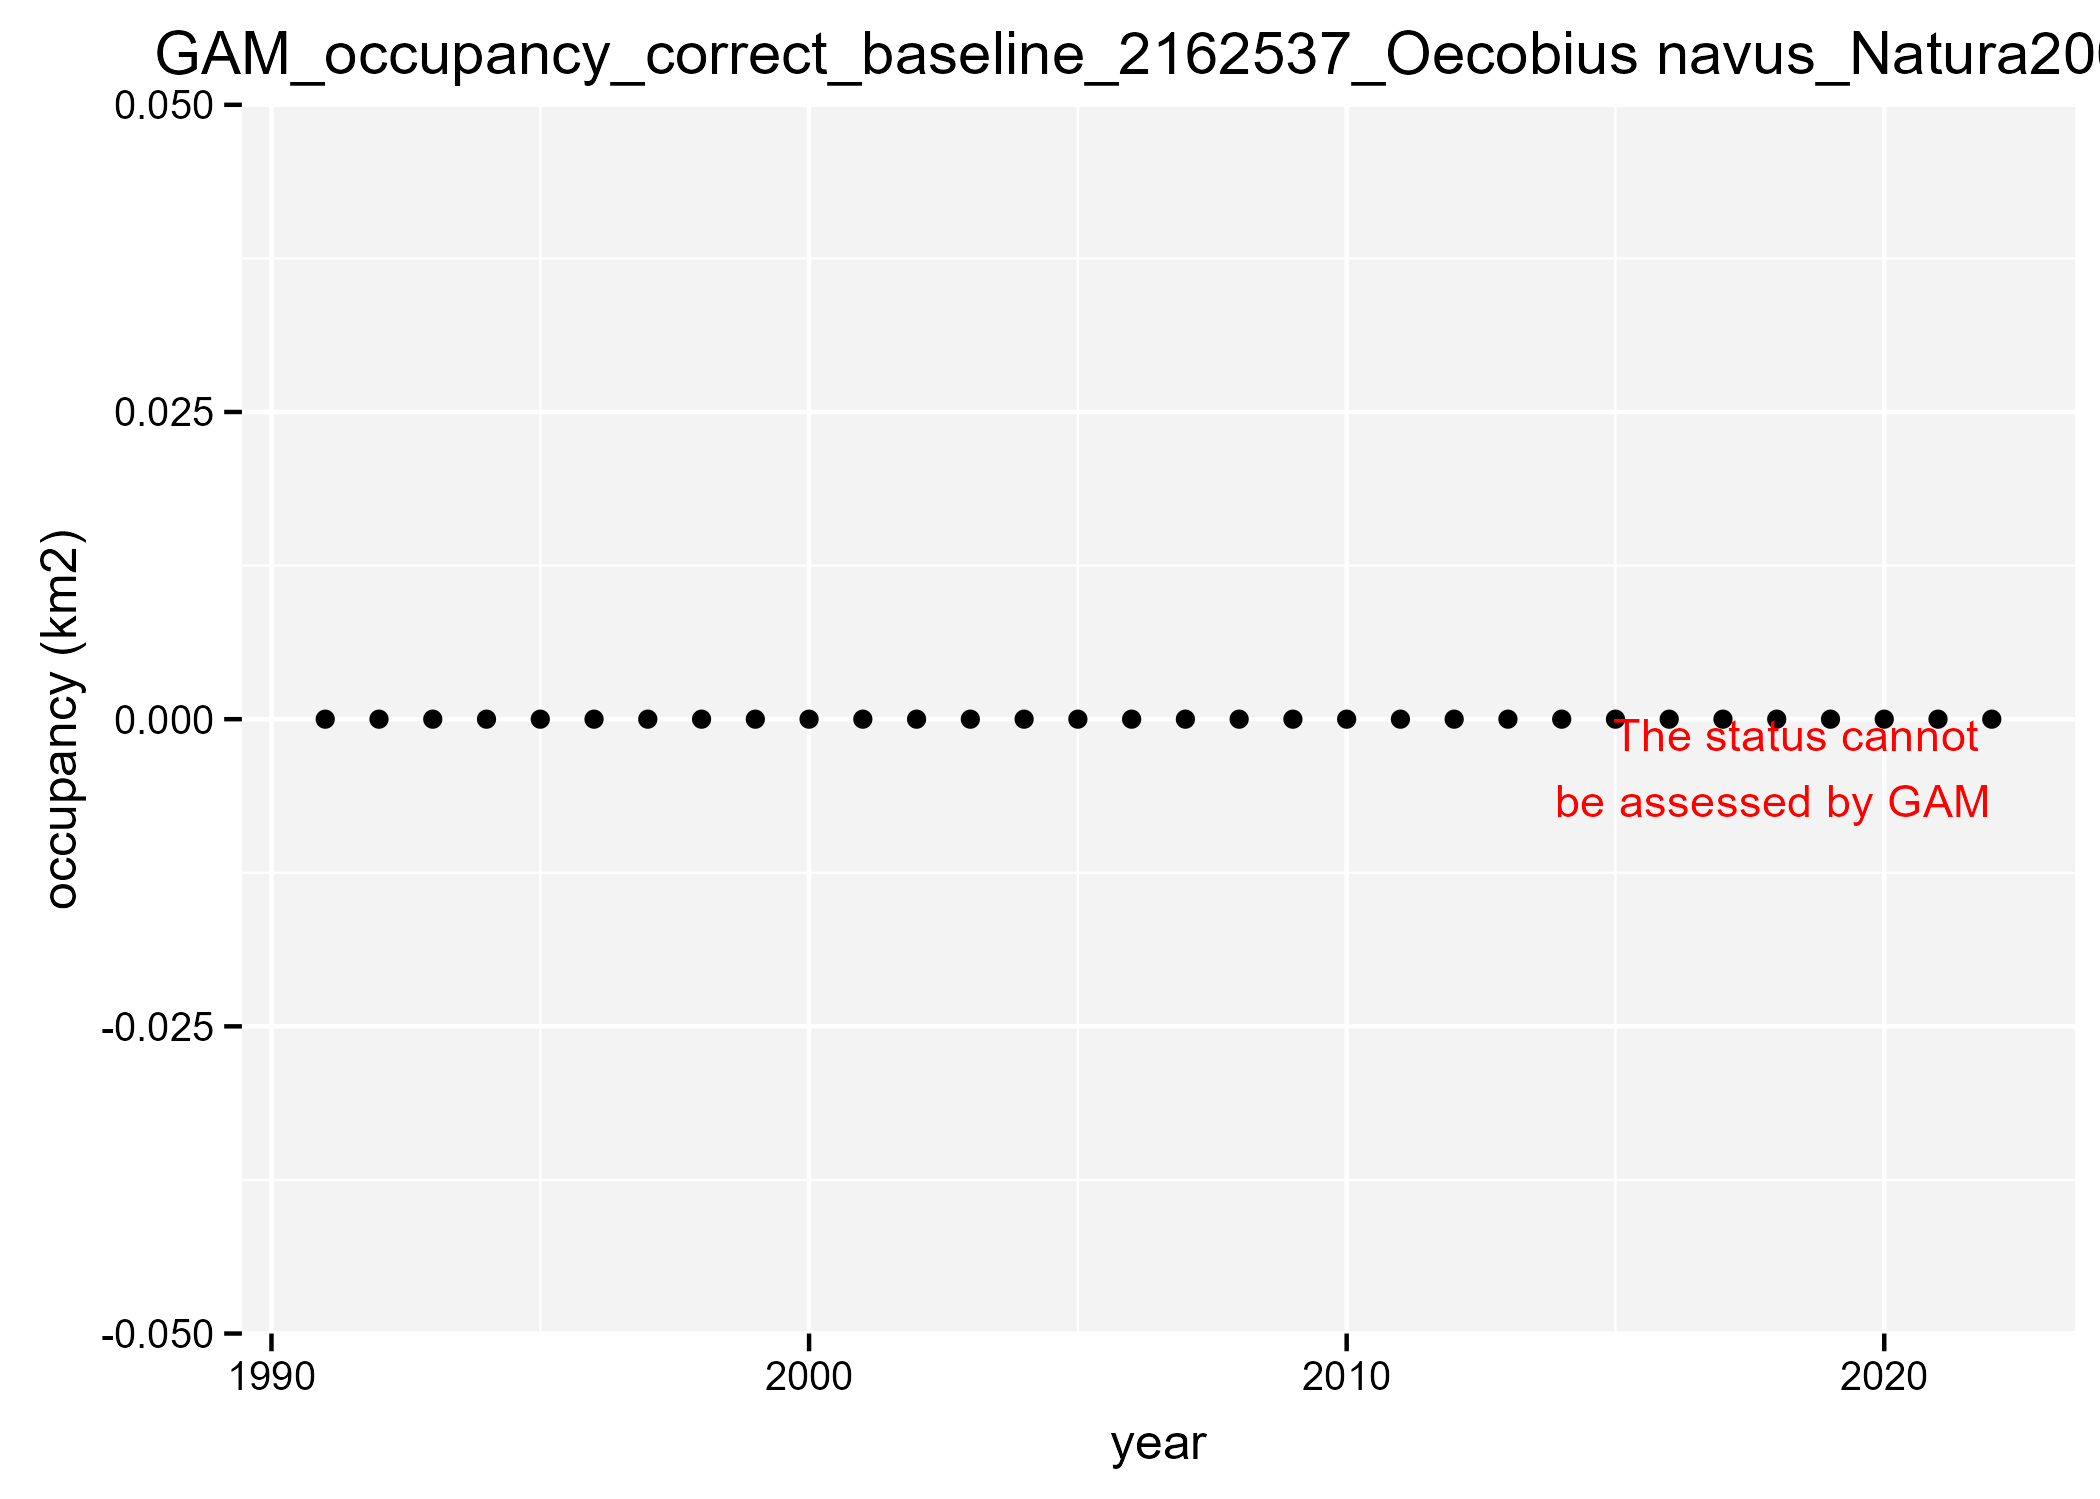 GAM_occupancy_correct_baseline_2162537_Oecobius navus_Natura20
0.050
0.025
0.000
-0.025
-0.050
occupancy (km2)
The status cannot
be assessed by GAM
1990 2000 2010 2020
year